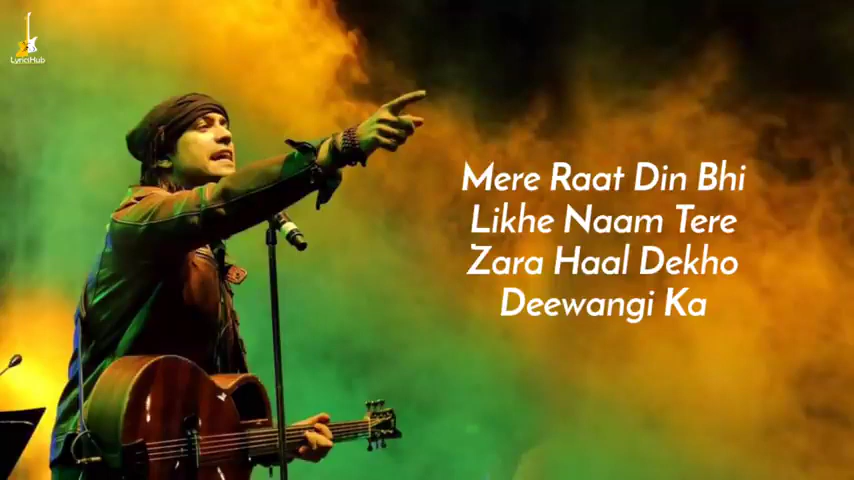 LyricsHub
Mere Raat Din Bhi
Likhe Naam Tere
Zara Haal Dekho
Deewangi Ka